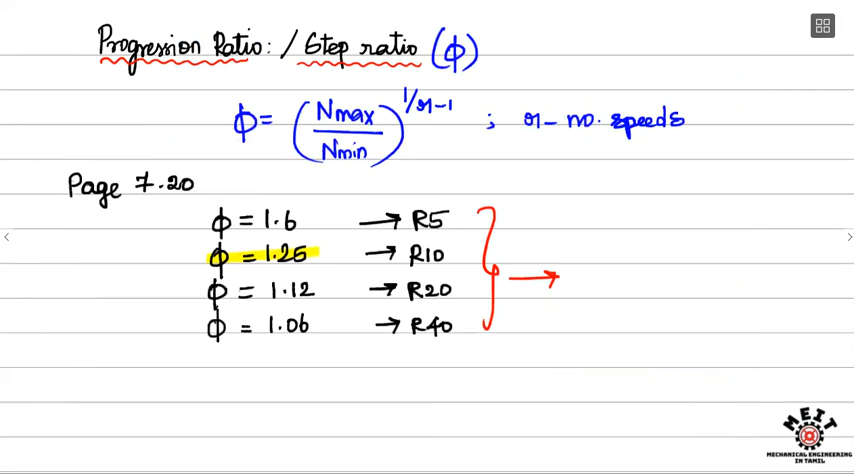 Progression Ratio: / Step ratio (ϕ)
ϕ = (Nmax / Nmin)^1/n-1 ; n - no. speeds
Page 7.20
ϕ = 1.6 → R5
ϕ = 1.25 → R10
ϕ = 1.12 → R20
ϕ = 1.06 → R40
MEIT
MECHANICAL ENGINEERING
IN TAMIL